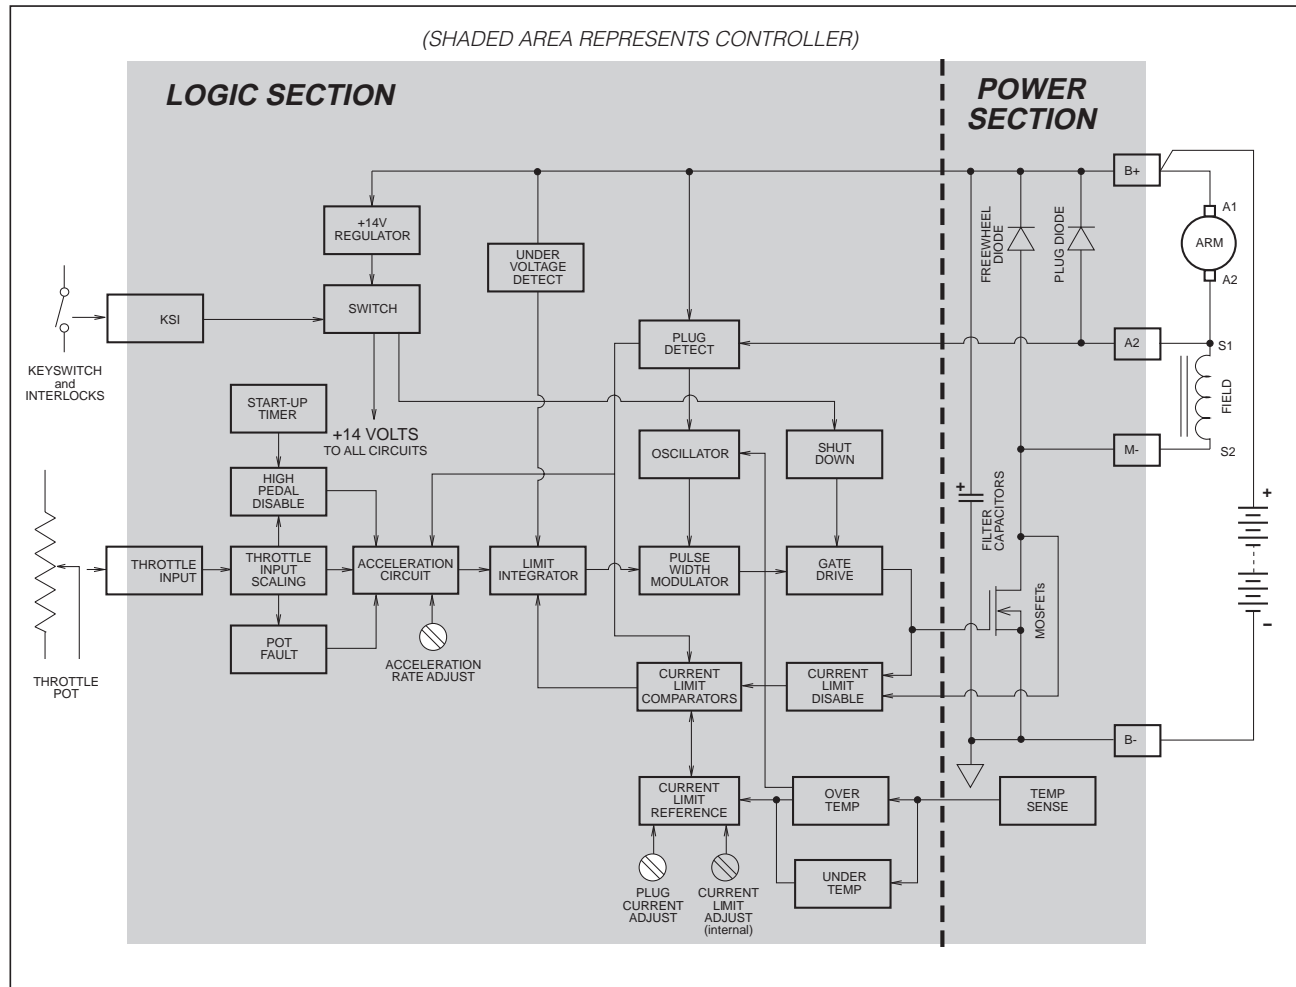 (SHADED AREA REPRESENTS CONTROLLER)
LOGIC SECTION
POWER
SECTION
B+
A1
ARM
A2
+14V
REGULATOR
UNDER
VOLTAGE
DETECT
FREEWHEEL
DIODE
PLUG DIODE
KSI
SWITCH
KEYSWITCH
and
INTERLOCKS
PLUG
DETECT
A2
S1
FIELD
S2
START-UP
TIMER
+14 VOLTS
TO ALL CIRCUITS
OSCILLATOR
SHUT
DOWN
M-
HIGH
PEDAL
DISABLE
+
FILTER
CAPACITORS
+
THROTTLE
INPUT
THROTTLE
INPUT
SCALING
ACCELERATION
CIRCUIT
LIMIT
INTEGRATOR
PULSE
WIDTH
MODULATOR
GATE
DRIVE
MOSFETs
-
POT
FAULT
ACCELERATION
RATE ADJUST
THROTTLE
POT
CURRENT
LIMIT
COMPARATORS
CURRENT
LIMIT
DISABLE
B-
CURRENT
LIMIT
REFERENCE
OVER
TEMP
TEMP
SENSE
UNDER
TEMP
PLUG
CURRENT
ADJUST
CURRENT
LIMIT
ADJUST
(internal)